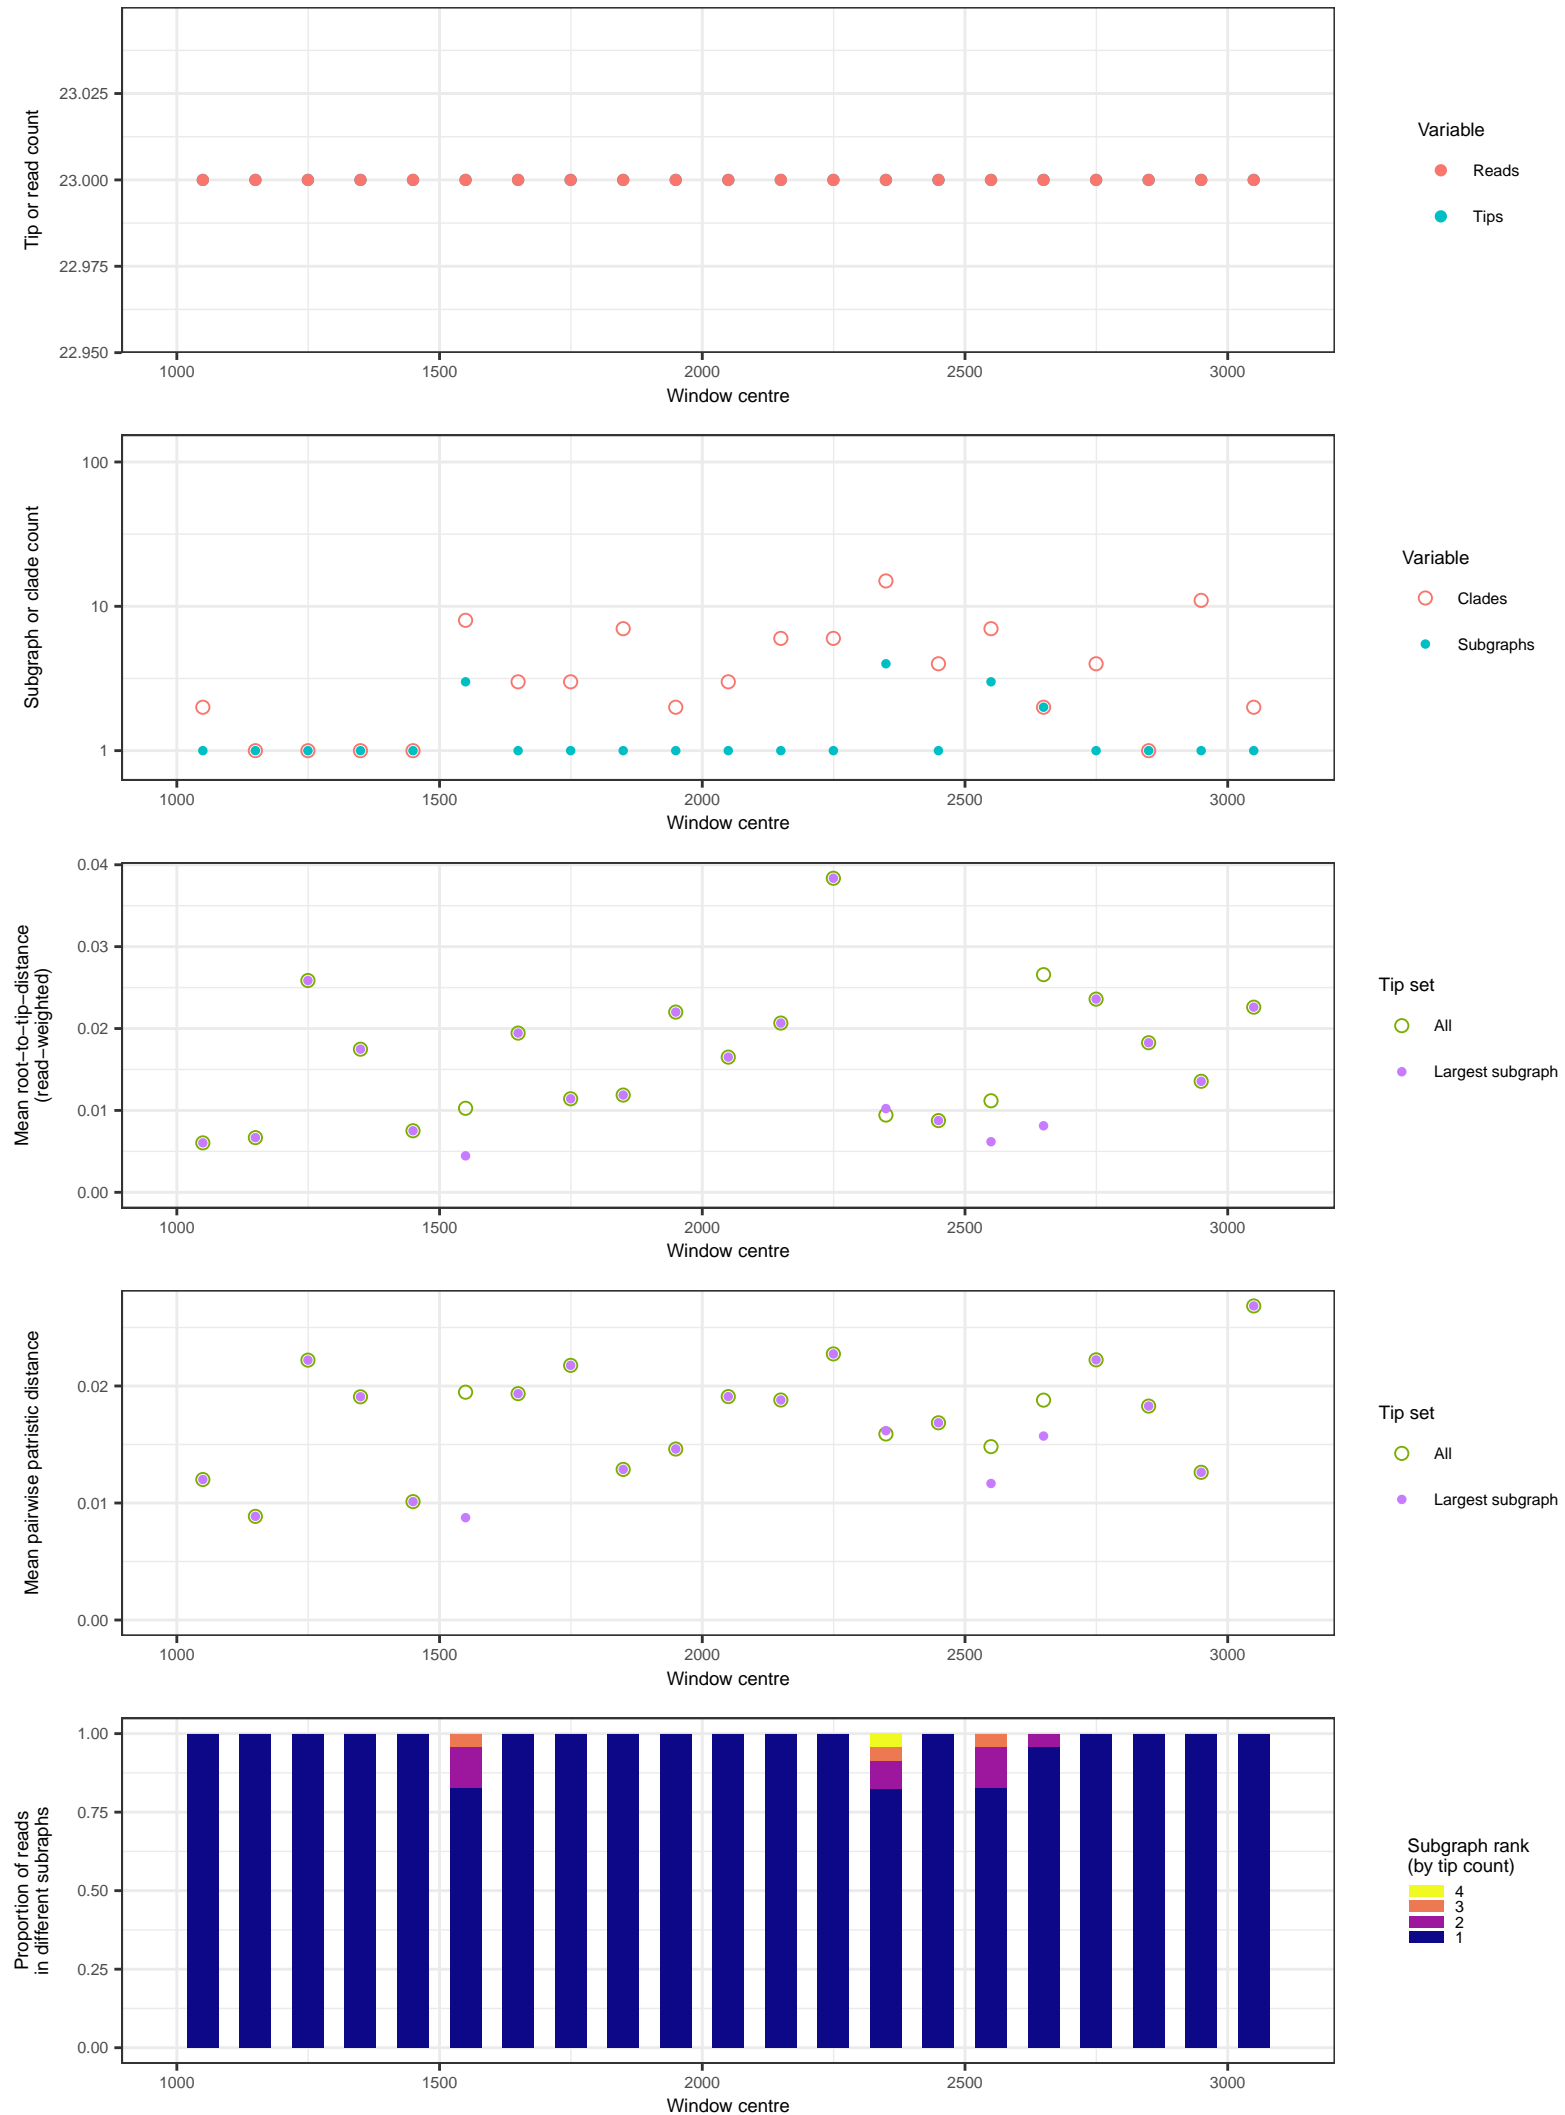 23.025
23.000
22.975
22.950
Tip or read count
1000 1500 2000 2500 3000
Window centre
Variable
Reads
Tips
100
10
1
Subgraph or clade count
1000 1500 2000 2500 3000
Window centre
Variable
Clades
Subgraphs
0.04
0.03
0.02
0.01
0.00
Mean root−to−tip−distance
(read−weighted)
1000 1500 2000 2500 3000
Window centre
Tip set
All
Largest subgraph
0.02
0.01
0.00
Mean pairwise patristic distance
1000 1500 2000 2500 3000
Window centre
Tip set
All
Largest subgraph
1.00
0.75
0.50
0.25
0.00
Proportion of reads
in different subraphs
1000 1500 2000 2500 3000
Window centre
Subgraph rank
(by tip count)
4
3
2
1